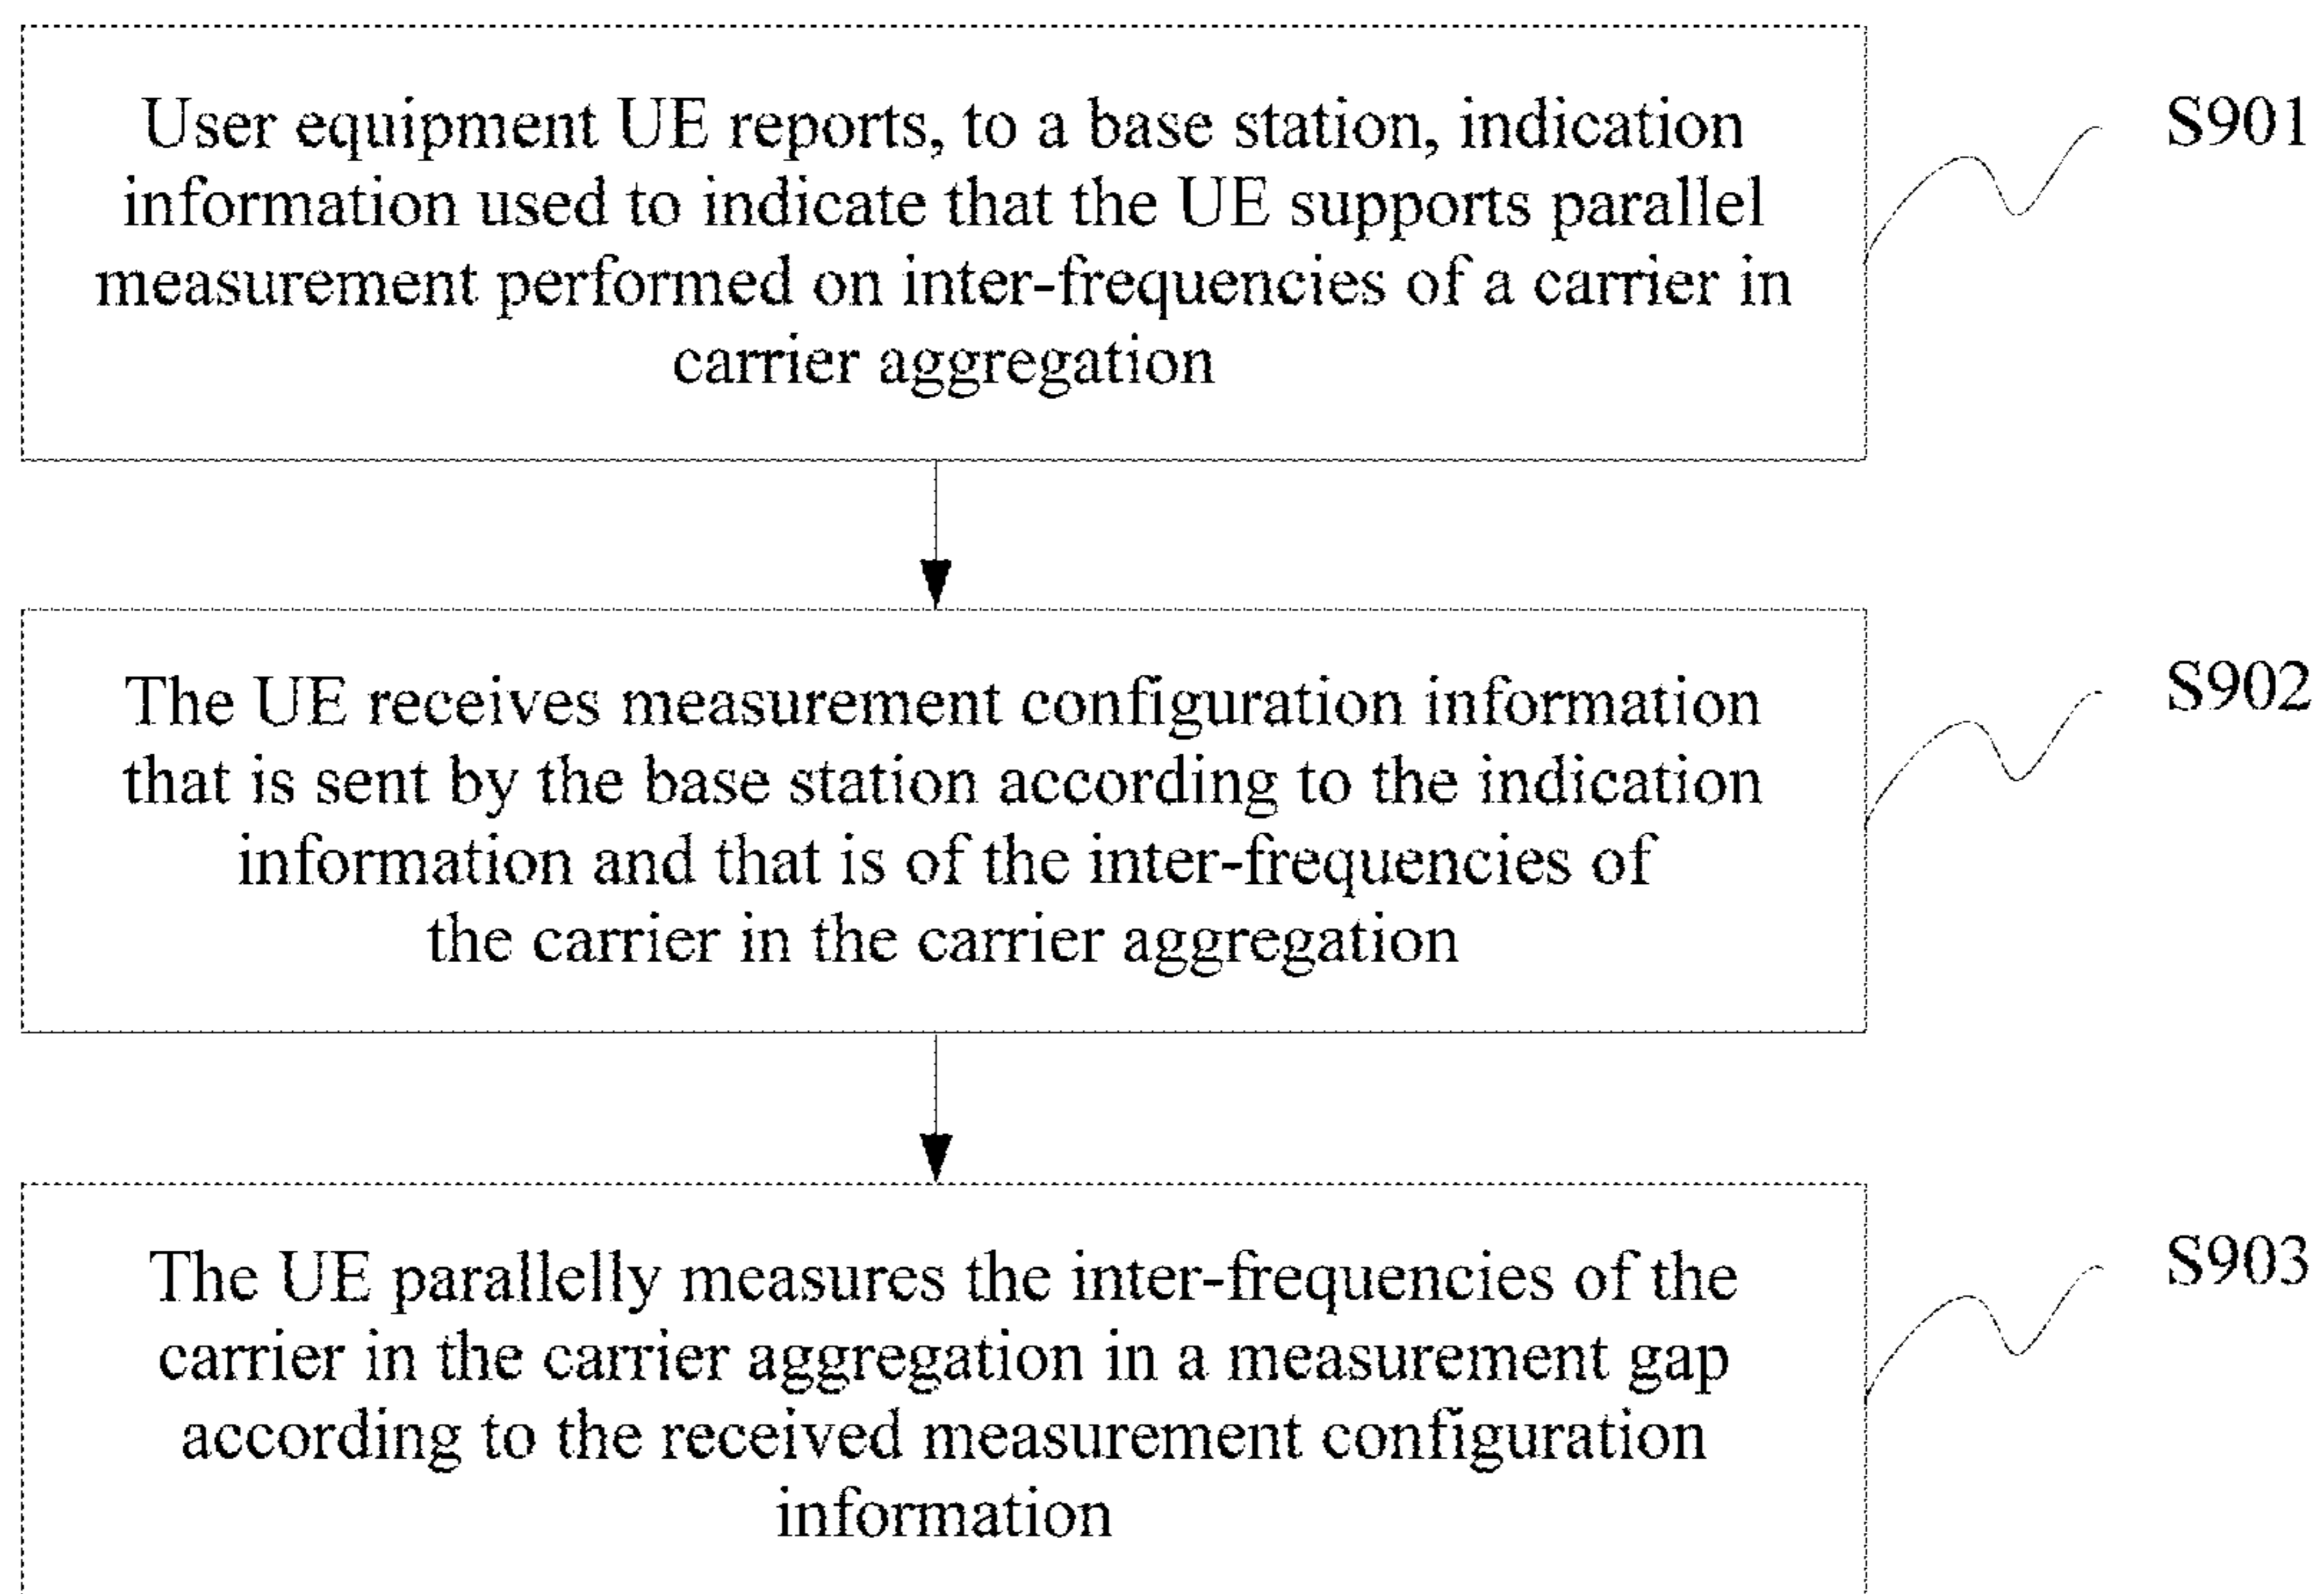 User equipment UE reports, to a base station, indication
information used to indicate that the UE supports parallel
measurement performed on inter-frequencies of a carrier in
carrier aggregation
S901
The UE receives measurement configuration information
that is sent by the base station according to the indication
information and that is of the inter-frequencies of
the carrier in the carrier aggregation
S902
The UE parallelly measures the inter-frequencies of the
carrier in the carrier aggregation in a measurement gap
according to the received measurement configuration
information
S903